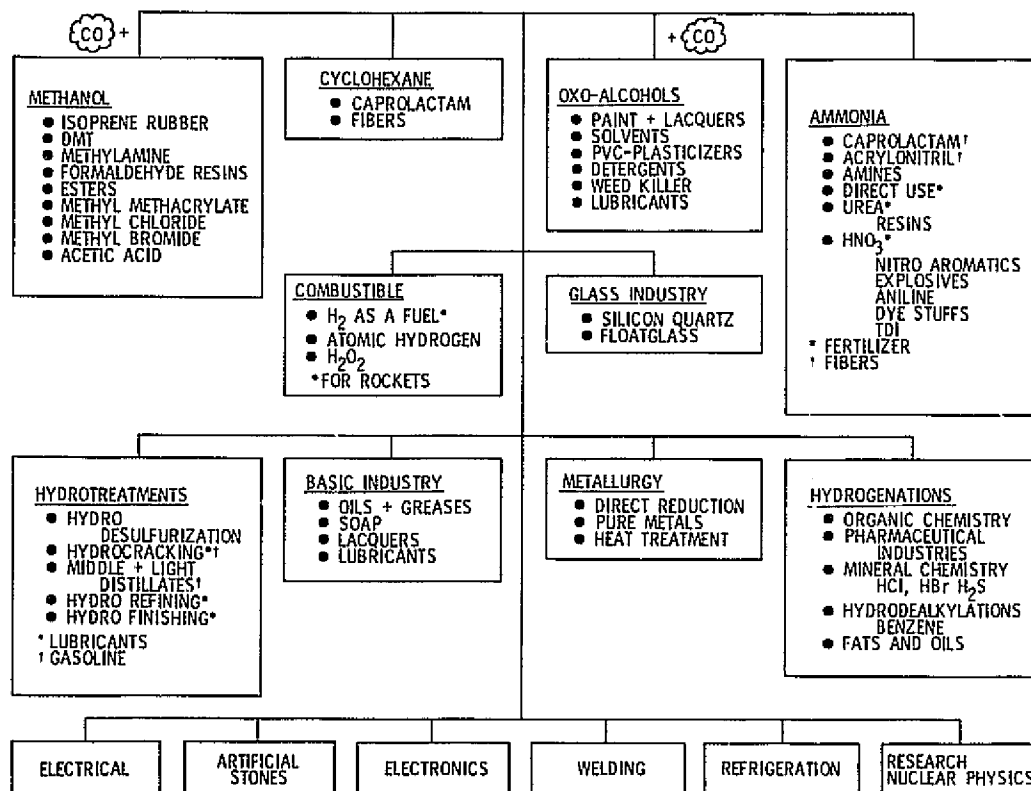 CO +
+ CO
METHANOL
● ISOPRENE RUBBER
● DMT
● METHYLAMINE
● FORMALDEHYDE RESINS
● ESTERS
● METHYL METHACRYLATE
● METHYL CHLORIDE
● METHYL BROMIDE
● ACETIC ACID
CYCLOHEXANE
● CAPROLACTAM
● FIBERS
OXO-ALCOHOLS
● PAINT + LACQUERS
● SOLVENTS
● PVC-PLASTICIZERS
● DETERGENTS
● WEED KILLER
● LUBRICANTS
AMMONIA
● CAPROLACTAM†
● ACRYLONITRIL†
● AMINES
● DIRECT USE*
● UREA*
RESINS
● HNO3*
NITRO AROMATICS
EXPLOSIVES
ANILINE
DYE STUFFS
TDI
* FERTILIZER
† FIBERS
COMBUSTIBLE
● H2 AS A FUEL*
● ATOMIC HYDROGEN
● H2O2
*FOR ROCKETS
GLASS INDUSTRY
● SILICON QUARTZ
● FLOATGLASS
HYDROTREATMENTS
● HYDRO
DESULFURIZATION
● HYDROCRACKING*†
● MIDDLE + LIGHT
DISTILLATES†
● HYDRO REFINING*
● HYDRO FINISHING*
* LUBRICANTS
† GASOLINE
BASIC INDUSTRY
● OILS + GREASES
● SOAP
● LACQUERS
● LUBRICANTS
METALLURGY
● DIRECT REDUCTION
● PURE METALS
● HEAT TREATMENT
HYDROGENATIONS
● ORGANIC CHEMISTRY
● PHARMACEUTICAL
INDUSTRIES
● MINERAL CHEMISTRY
HCl, HBr H2S
● HYDRODEALKYLATIONS
BENZENE
● FATS AND OILS
ELECTRICAL
ARTIFICIAL
STONES
ELECTRONICS
WELDING
REFRIGERATION
RESEARCH
NUCLEAR PHYSICS